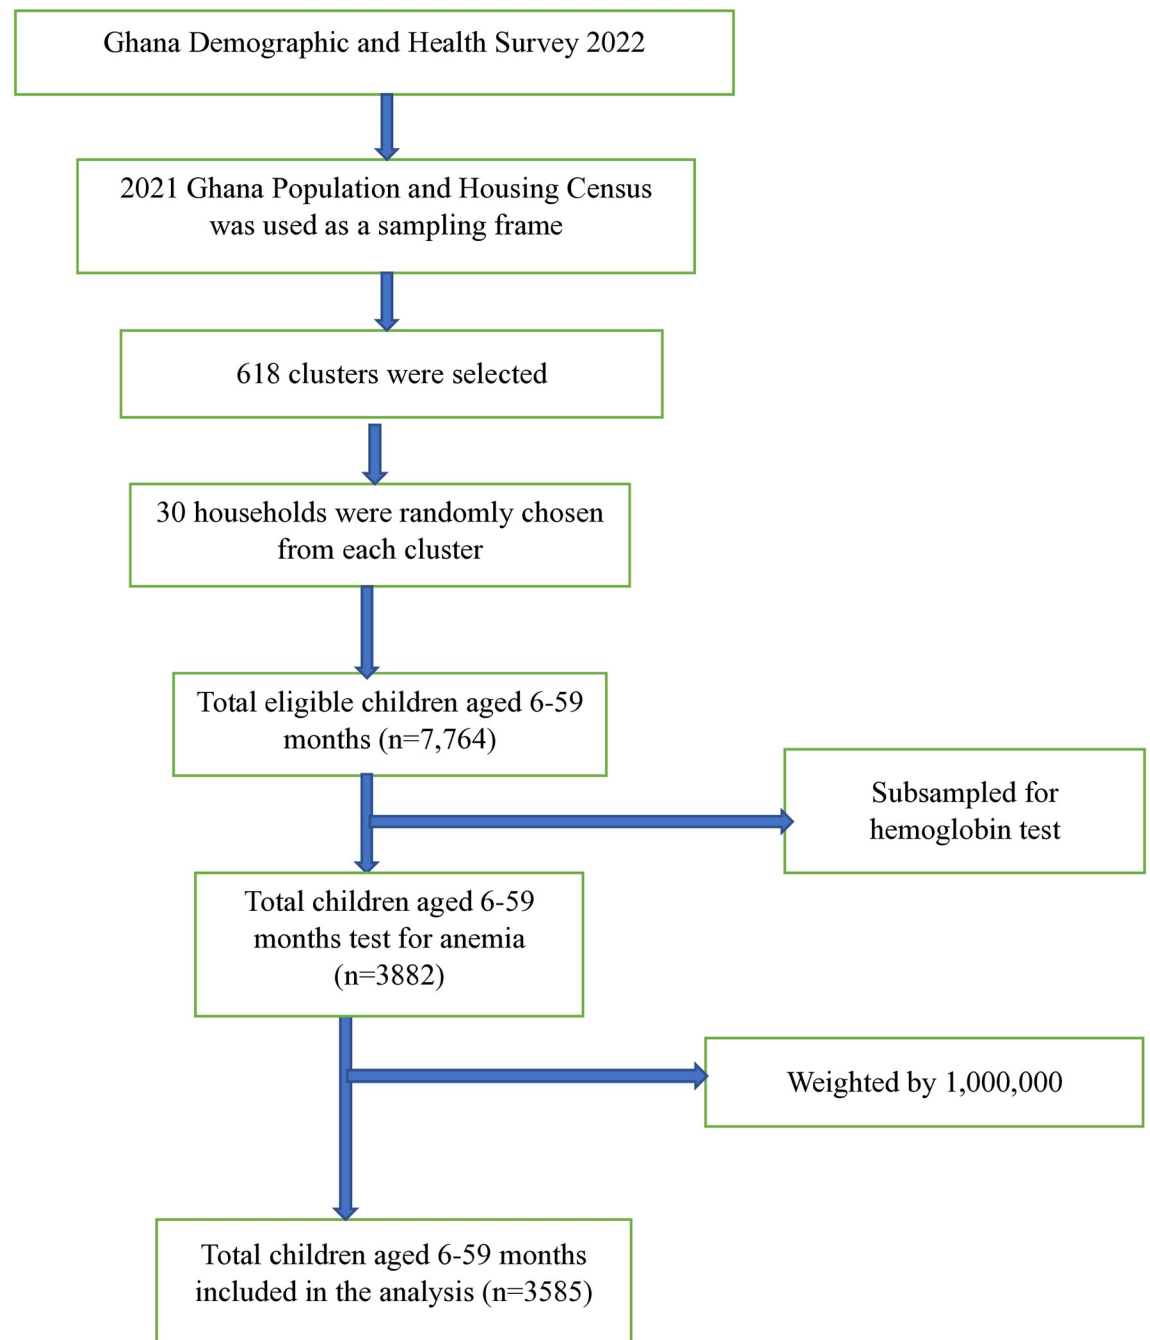 Ghana Demographic and Health Survey 2022
2021 Ghana Population and Housing Census
was used as a sampling frame
618 clusters were selected
30 households were randomly chosen
from each cluster
Total eligible children aged 6-59
months (n=7,764)
Subsampled for
hemoglobin test
Total children aged 6-59
months test for anemia
(n=3882)
Weighted by 1,000,000
Total children aged 6-59 months
included in the analysis (n=3585)